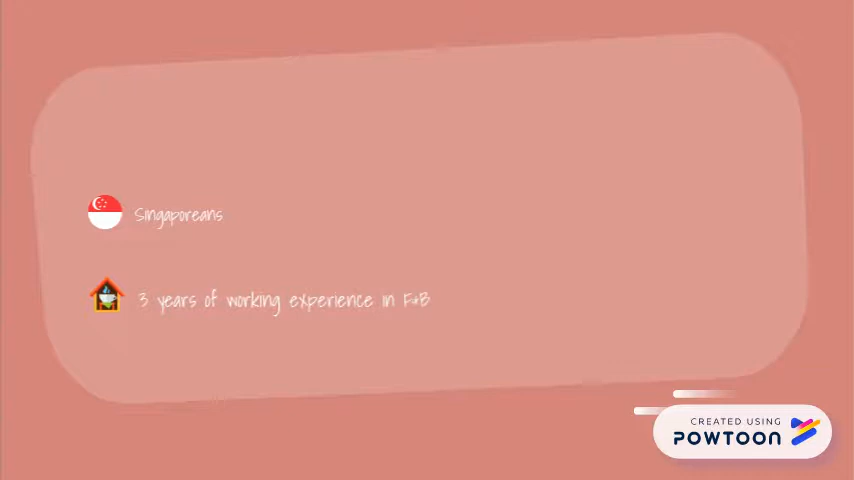 Singaporeans
3 years of working experience in F&B
CREATED USING
POWTOON